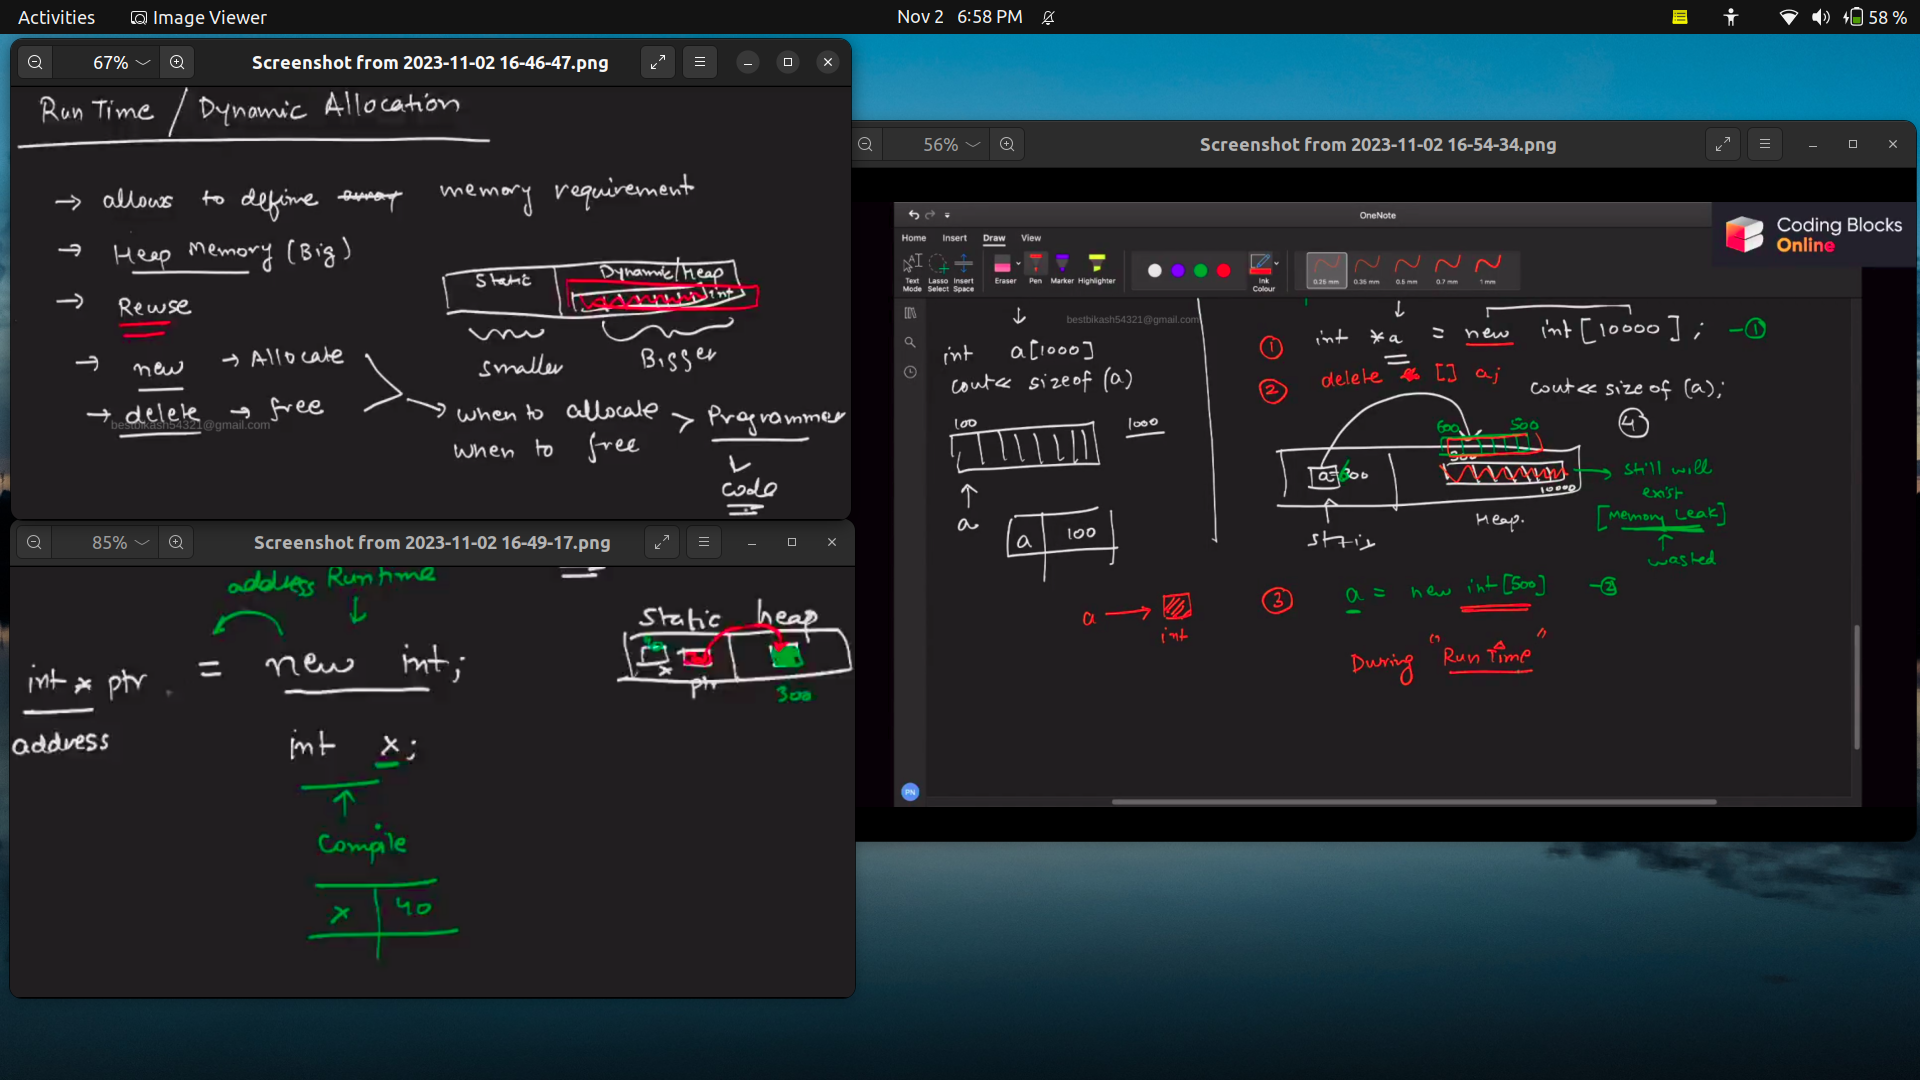 Activities Image Viewer Nov 2 6:58 PM 58 %
67% Screenshot from 2023-11-02 16-46-47.png
Run Time / Dynamic Allocation
→ allows to define array memory requirement
→ Heap Memory (Big)
→ Reuse
→ new → Allocate
→ delete → free
bestbikash54321@gmail.com
Static Dynamic/Heap
int
smaller Bigger
when to allocate > Programmer
when to free
Code
85% Screenshot from 2023-11-02 16-49-17.png
address Runtime
int * ptr = new int;
address
int x;
Compile
x 40
Static heap
x ptr 300
56% Screenshot from 2023-11-02 16-54-34.png
OneNote
Coding Blocks
Online
Home Insert Draw View
Text Mode Lasso Select Insert Space Eraser Pen Marker Highlighter Ink Colour 0.25 mm 0.35 mm 0.5 mm 0.7 mm 1 mm
bestbikash54321@gmail.com
int a[1000]
cout<< sizeof (a)
100 1000
a
a 100
① int *a = new int[10000]; -①
② delete [] a;
cout<< size of (a);
4
600 500
a=300
10000
static Heap.
→ still will
exist
[Memory Leak]
wasted
③ a = new int[500] -②
a → int
During "Run Time"
PN